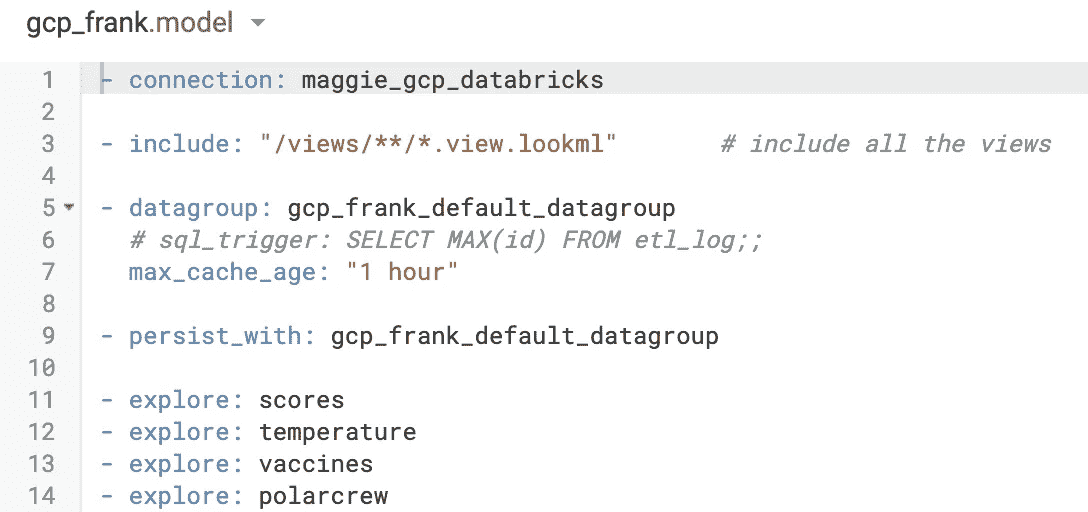 gcp_frank.model
1 - connection: maggie_gcp_databricks
2
3 - include: "/views/**/*.view.lookml" # include all the views
4
5 - datagroup: gcp_frank_default_datagroup
6 # sql_trigger: SELECT MAX(id) FROM etl_log;;
7 max_cache_age: "1 hour"
8
9 - persist_with: gcp_frank_default_datagroup
10
11 - explore: scores
12 - explore: temperature
13 - explore: vaccines
14 - explore: polarcrew